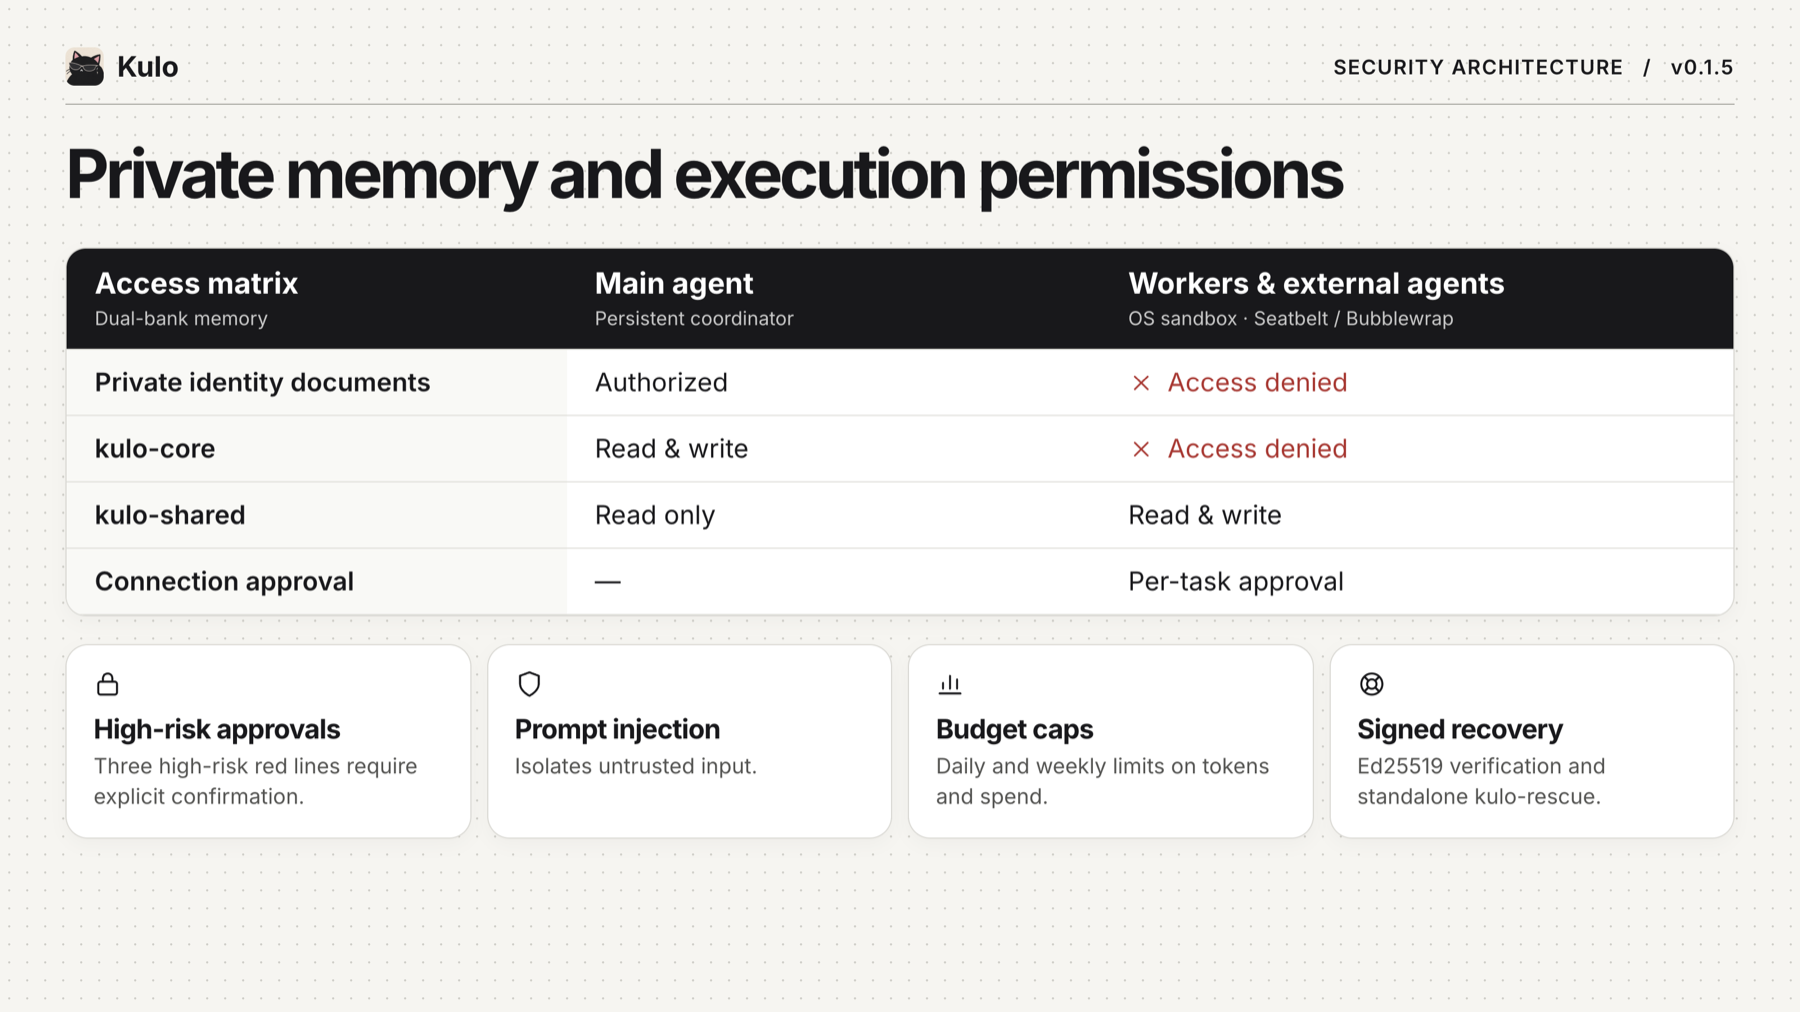 Kulo
SECURITY ARCHITECTURE / v0.1.5
Private memory and execution permissions
Access matrix
Dual-bank memory
Main agent
Persistent coordinator
Workers & external agents
OS sandbox · Seatbelt / Bubblewrap
Private identity documents
Authorized
× Access denied
kulo-core
Read & write
× Access denied
kulo-shared
Read only
Read & write
Connection approval
—
Per-task approval
High-risk approvals
Three high-risk red lines require
explicit confirmation.
Prompt injection
Isolates untrusted input.
Budget caps
Daily and weekly limits on tokens
and spend.
Signed recovery
Ed25519 verification and
standalone kulo-rescue.